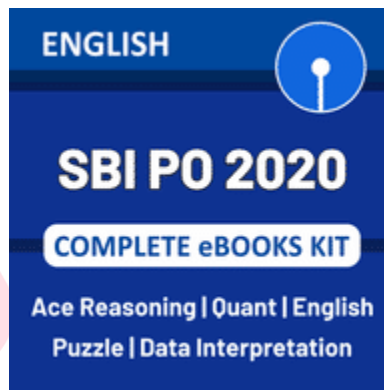 ENGLISH
SBI PO 2020
COMPLETE eBOOKS KIT
Ace Reasoning | Quant | English
Puzzle | Data Interpretation